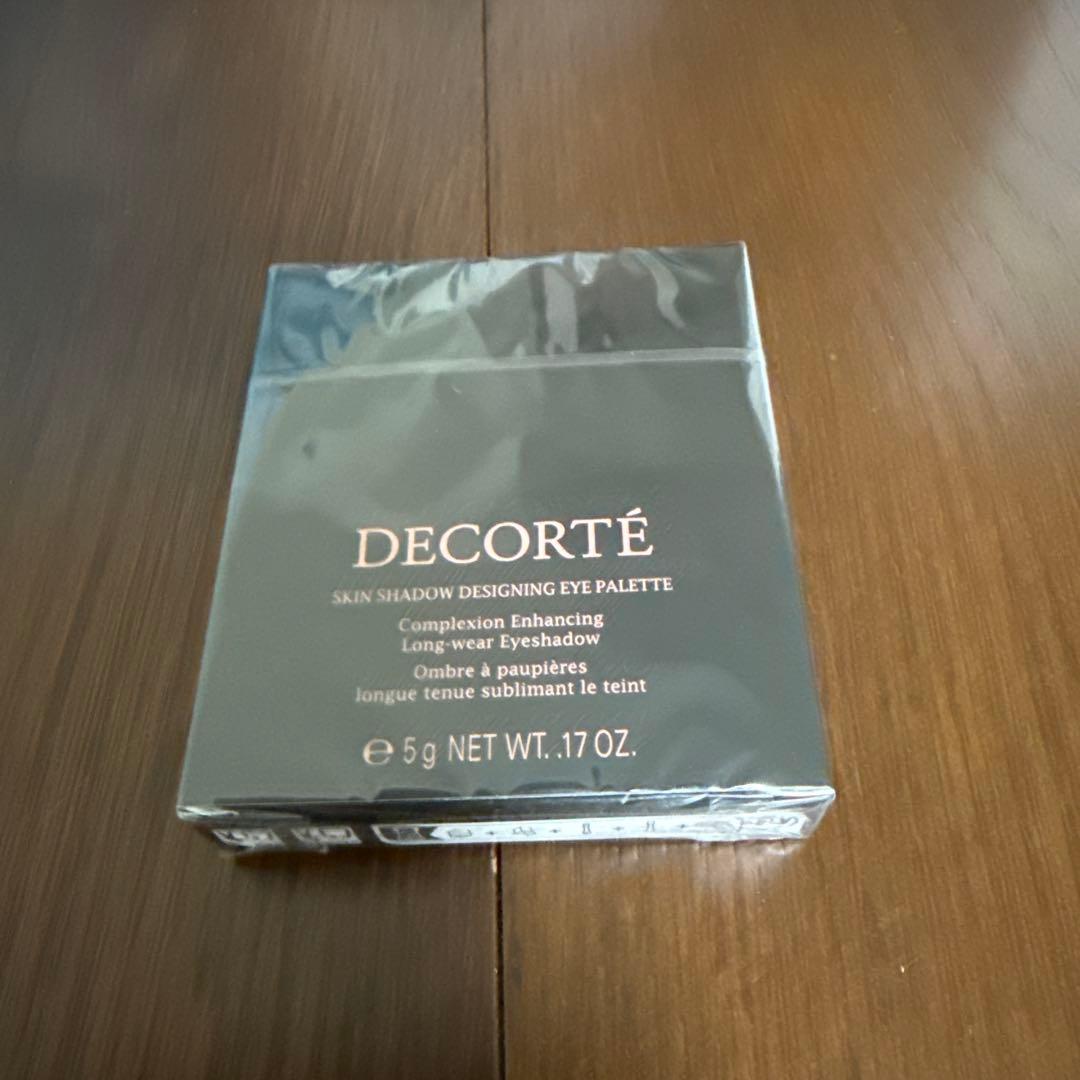 DECORTÉ
SKIN SHADOW DESIGNING EYE PALETTE
Complexion Enhancing
Long-wear Eyeshadow
Ombre à paupières
longue tenue sublimant le teint
℮ 5 g NET WT. .17 OZ.